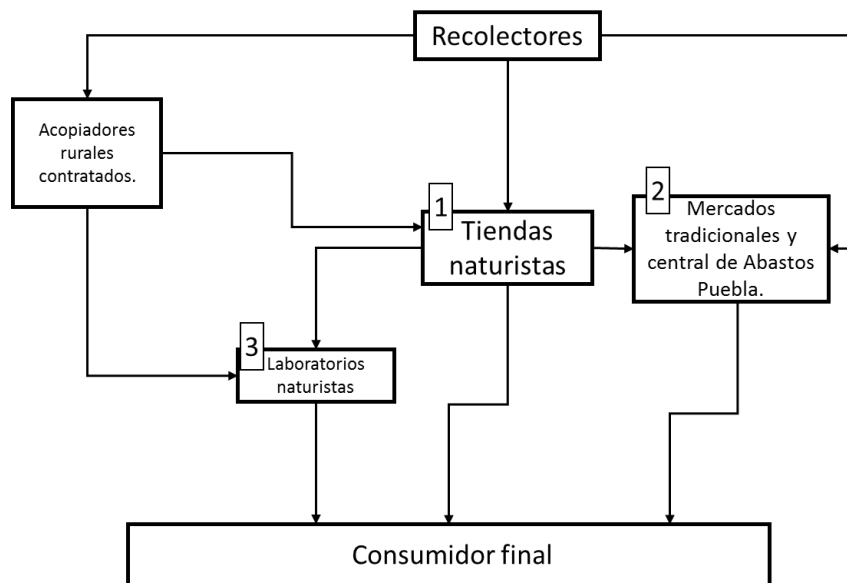 Recolectores
Acopiadores
rurales
contratados.
1
Tiendas
naturistas
2
Mercados
tradicionales y
central de Abastos
Puebla.
3
Laboratorios
naturistas
Consumidor final